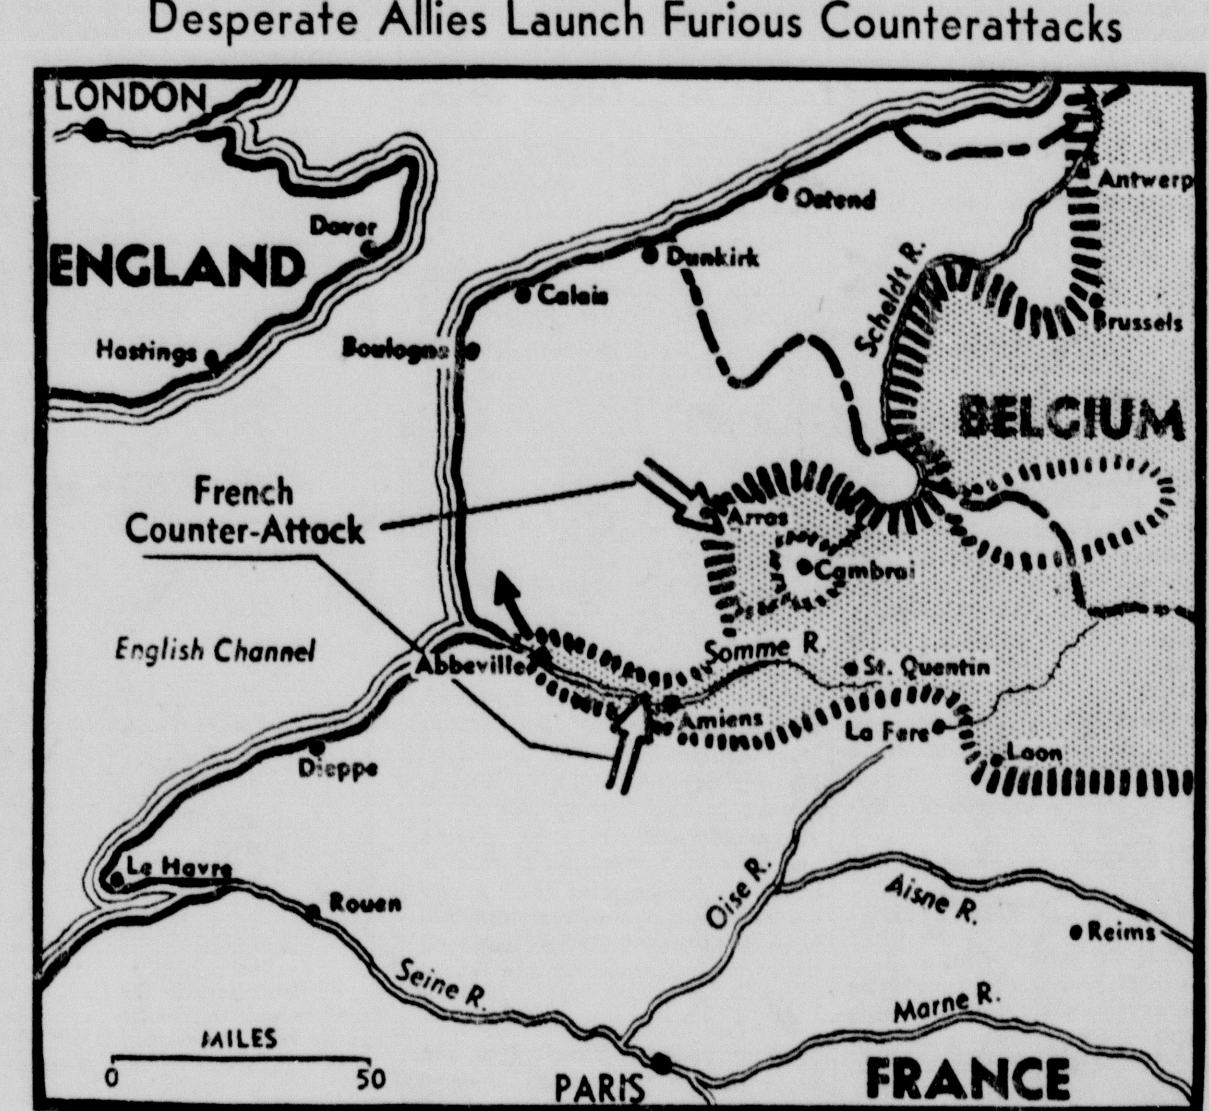 Desperate Allies Launch Furious Counterattacks
LONDON
Antwerp
Ostend
Dover
Dunkirk
ENGLAND
Scheldt R.
Calais
Brussels
Hastings
Boulogne
BELGIUM
French
Counter-Attack
Arras
Cambrai
English Channel
Somme R.
Abbeville
St. Quentin
Amiens
La Fere
Laon
Dieppe
Le Havre
Oise R.
Aisne R.
Rouen
Reims
Seine R.
Marne R.
MILES
0 50
PARIS
FRANCE